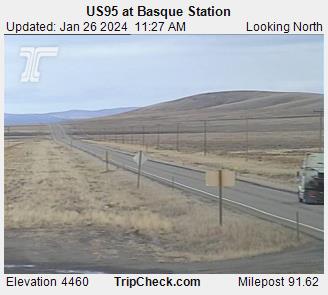 US95 at Basque Station
Updated: Jan 26 2024 11:27 AM Looking North
Elevation 4460 TripCheck.com Milepost 91.62